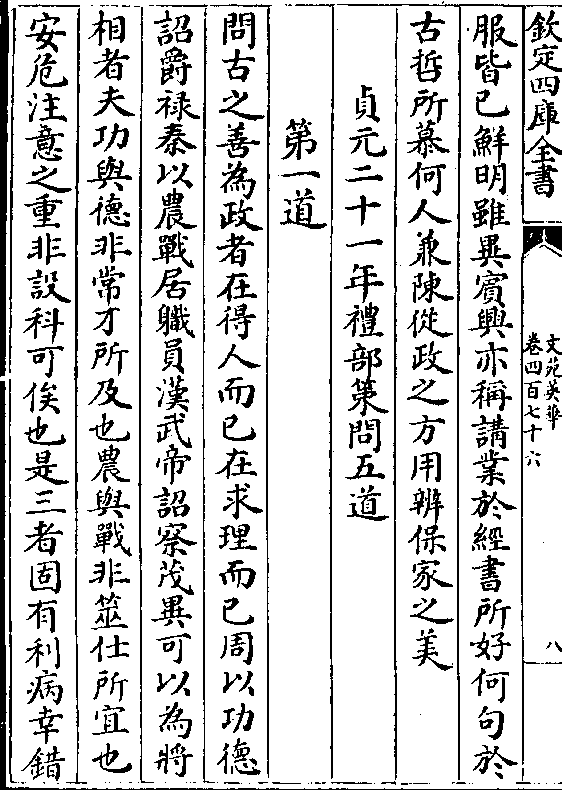 欽定四庫全書
文苑英華
卷四百七十六
八
服皆已鮮明雖異賓興亦稱講業於經書所好何句於
古哲所慕何人兼陳從政之方用辨保家之美
貞元二十一年禮部策問五道
第一道
問古之善為政者在得人而已在求理而已周以功德
詔爵祿秦以農戰居職員漢武帝詔察茂異可以為將
相者夫功與德非常才所及也農與戰非筮仕所宜也
安危注意之重非設科可俟也是三者固有利病幸錯